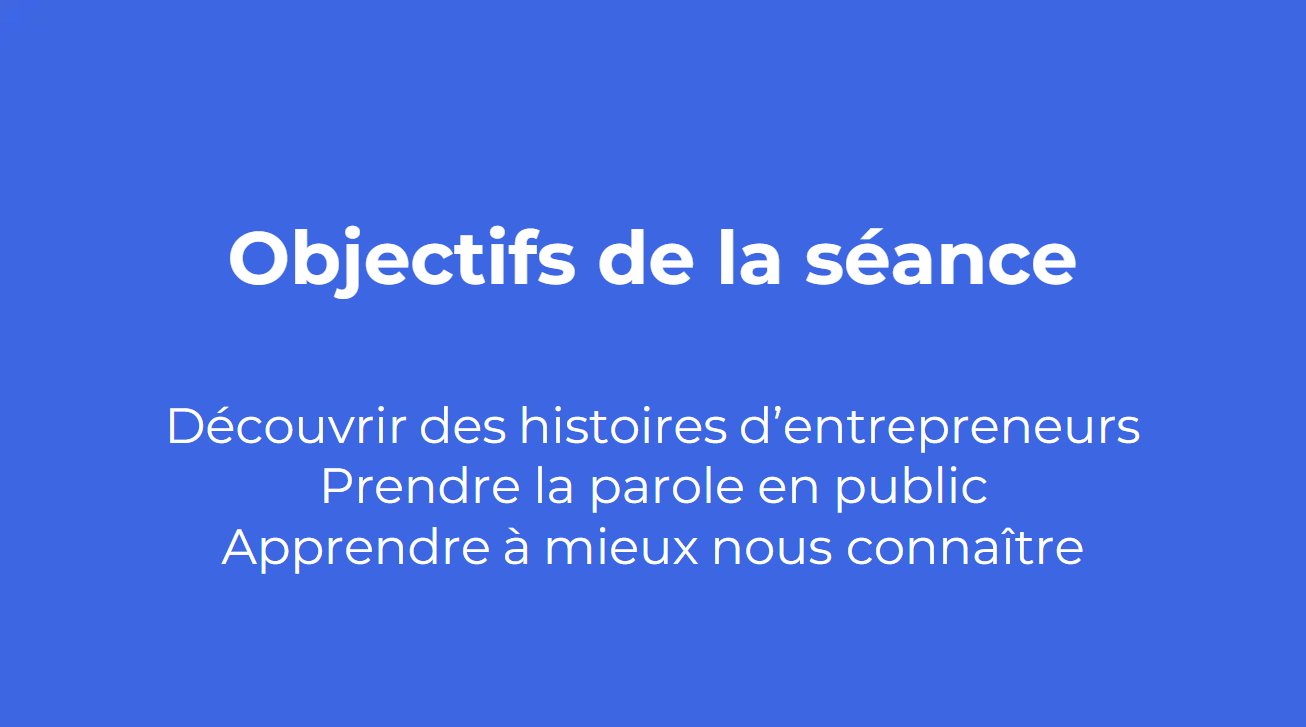 Objectifs de la séance
Découvrir des histoires d’entrepreneurs
Prendre la parole en public
Apprendre à mieux nous connaître